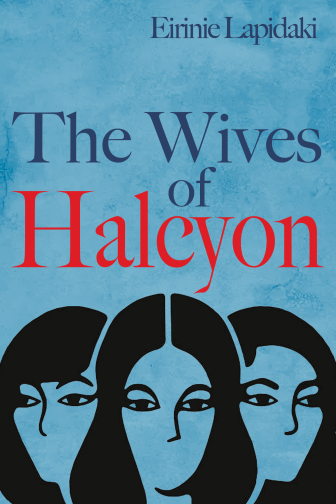 Eirinie Lapidaki
The Wives
of
Halcyon